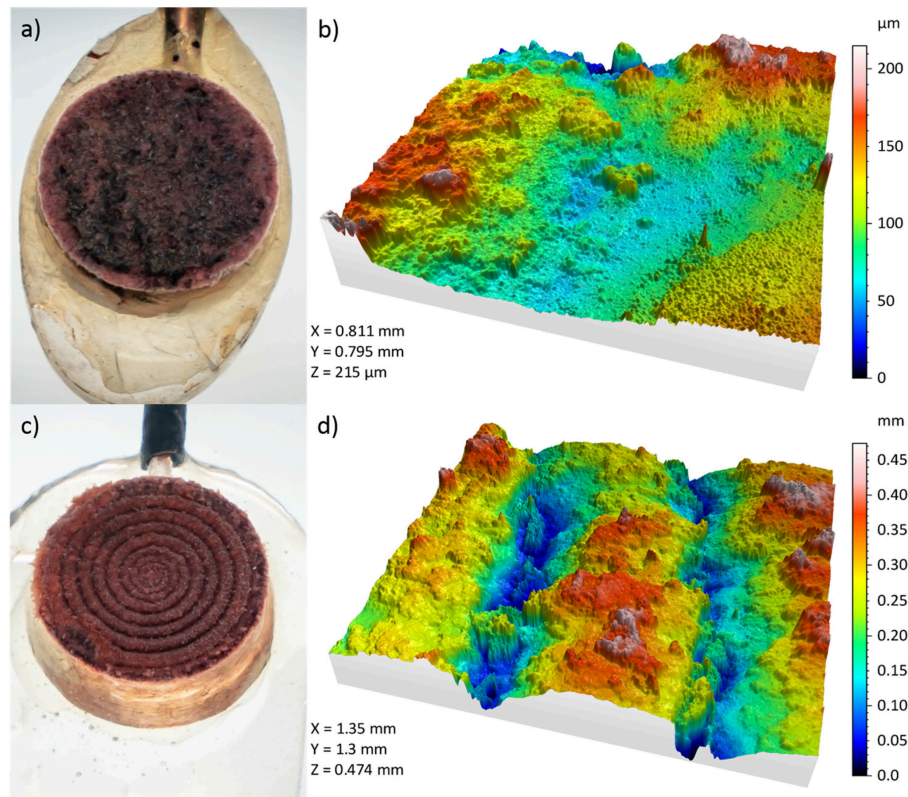 a)
b)
µm
200
150
100
50
0
X = 0.811 mm
Y = 0.795 mm
Z = 215 µm
c)
d)
mm
0.45
0.40
0.35
0.30
0.25
0.20
0.15
0.10
0.05
0.0
X = 1.35 mm
Y = 1.3 mm
Z = 0.474 mm